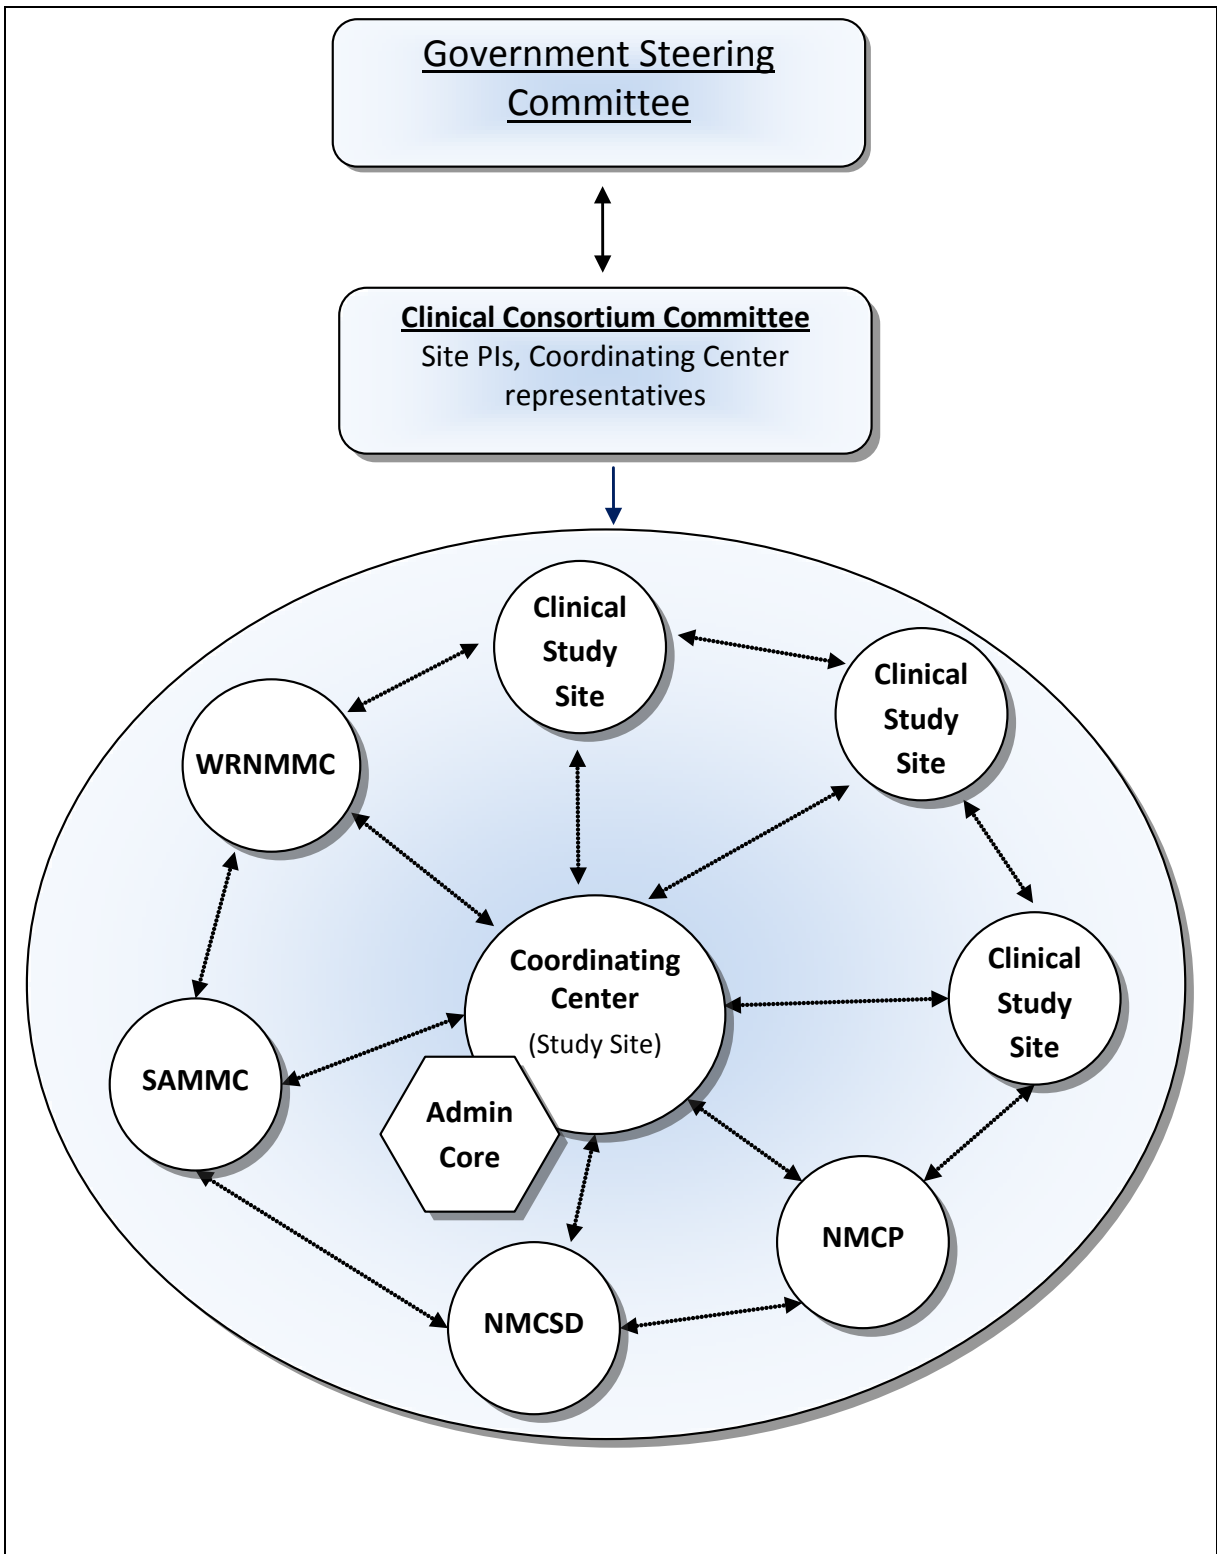 Government Steering
Committee
Clinical Consortium Committee
Site PIs, Coordinating Center
representatives
Clinical
Study
Site
Clinical
Study
Site
WRNMMC
Coordinating
Center
(Study Site)
Clinical
Study
Site
SAMMC
Admin
Core
NMCP
NMCSD